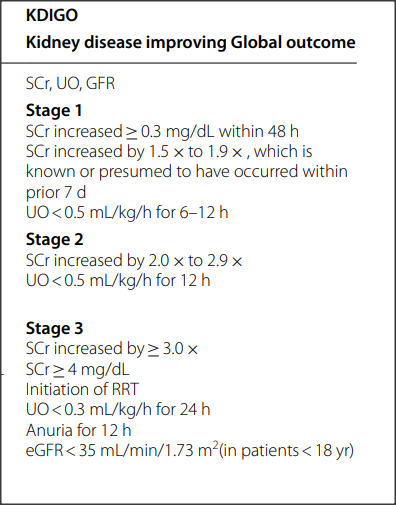 KDIGO
Kidney disease improving Global outcome
SCr, UO, GFR
Stage 1
SCr increased ≥ 0.3 mg/dL within 48 h
SCr increased by 1.5 × to 1.9 × , which is
known or presumed to have occurred within
prior 7 d
UO < 0.5 mL/kg/h for 6–12 h
Stage 2
SCr increased by 2.0 × to 2.9 ×
UO < 0.5 mL/kg/h for 12 h
Stage 3
SCr increased by ≥ 3.0 ×
SCr ≥ 4 mg/dL
Initiation of RRT
UO < 0.3 mL/kg/h for 24 h
Anuria for 12 h
eGFR < 35 mL/min/1.73 m²(in patients < 18 yr)